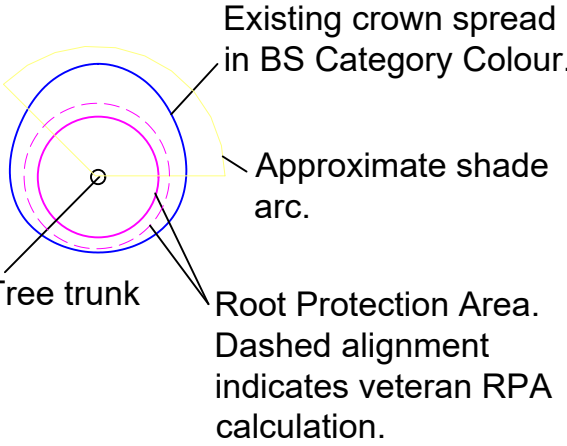 Existing crown spread
in BS Category Colour.
Approximate shade
arc.
Tree trunk
Root Protection Area.
Dashed alignment
indicates veteran RPA
calculation.